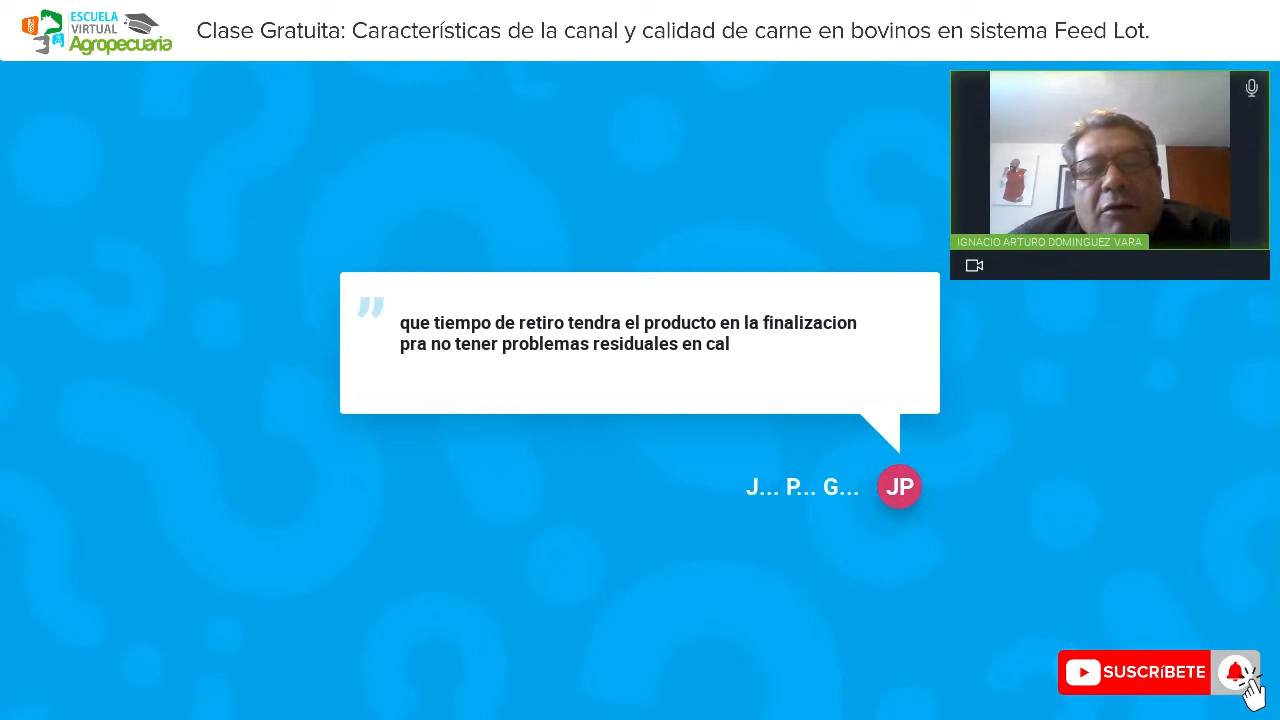 ESCUELA
VIRTUAL
Agropecuaria
Clase Gratuita: Características de la canal y calidad de carne en bovinos en sistema Feed Lot.
IGNACIO ARTURO DOMINGUEZ VARA
que tiempo de retiro tendra el producto en la finalizacion
pra no tener problemas residuales en cal
J... P... G...
JP
SUSCRíBETE